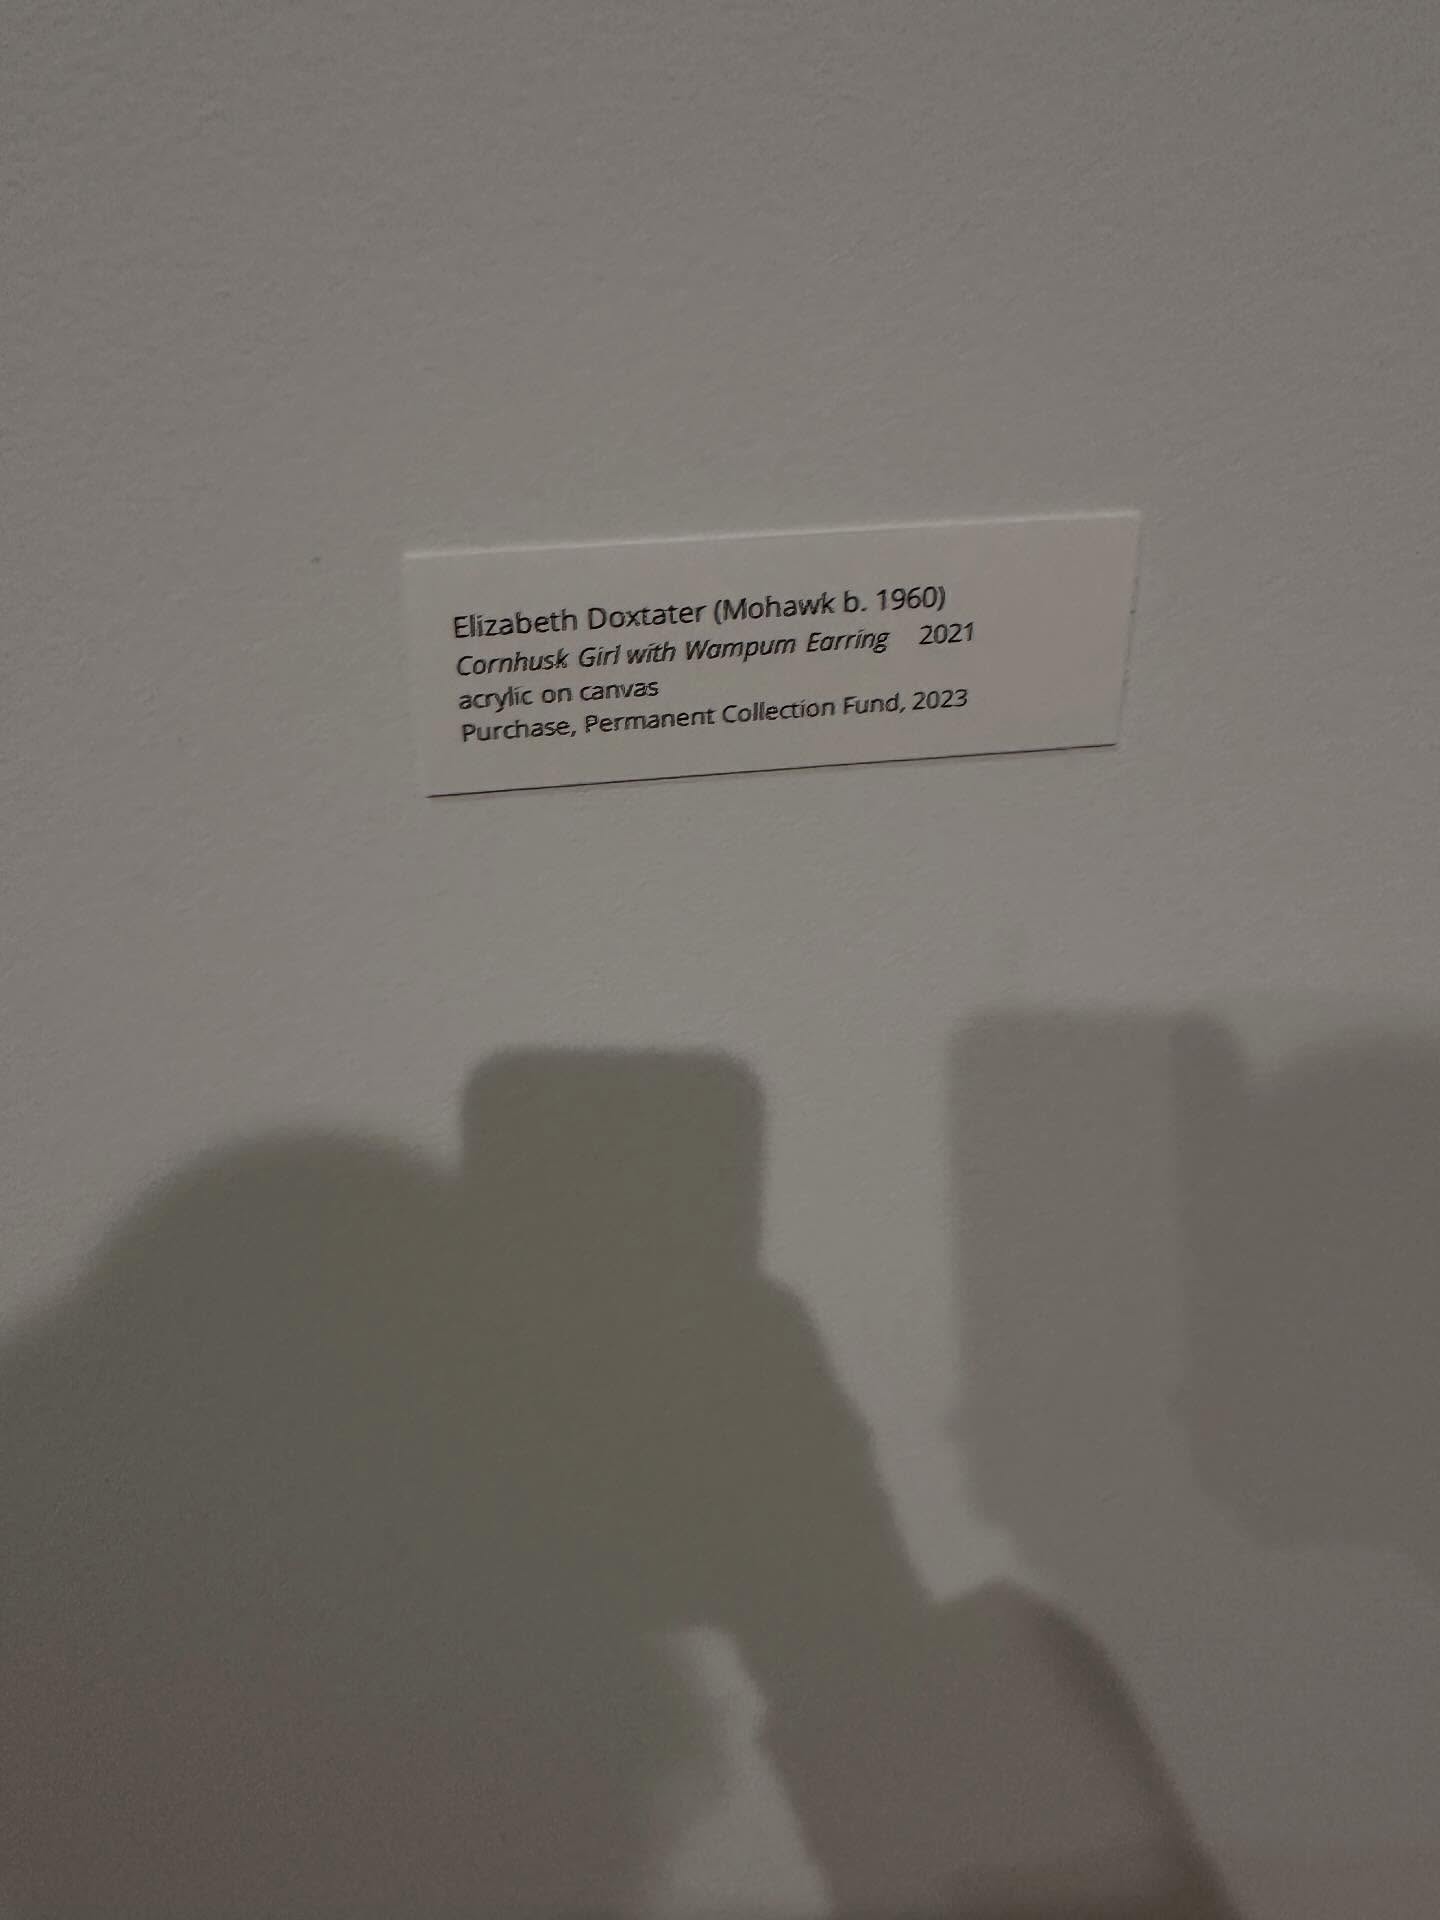 Elizabeth Doxtater (Mohawk b. 1960)
Cornhusk Girl with Wampum Earring 2021
acrylic on canvas
Purchase, Permanent Collection Fund, 2023